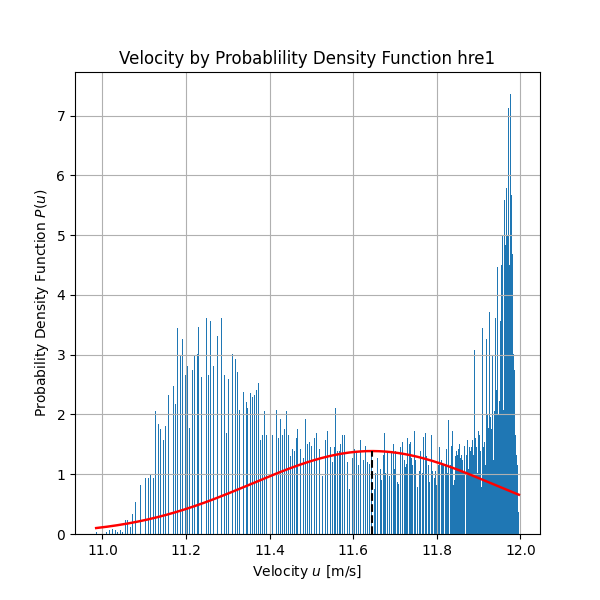 Velocity by Probablility Density Function hre1
Probability Density Function P(u)
7
6
5
4
3
2
1
0
11.0 11.2 11.4 11.6 11.8 12.0
Velocity u [m/s]